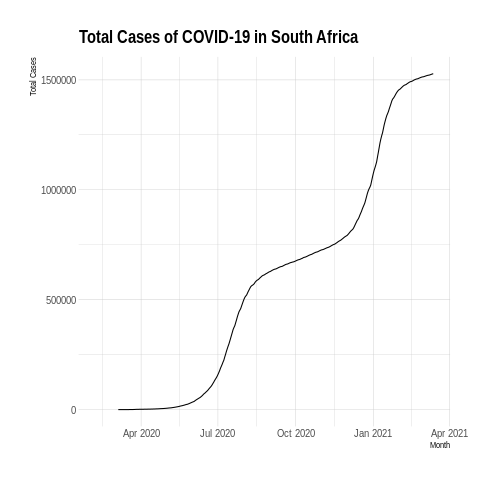 Total Cases of COVID-19 in South Africa
Total Cases
1500000
1000000
500000
0
Apr 2020 Jul 2020 Oct 2020 Jan 2021 Apr 2021
Month